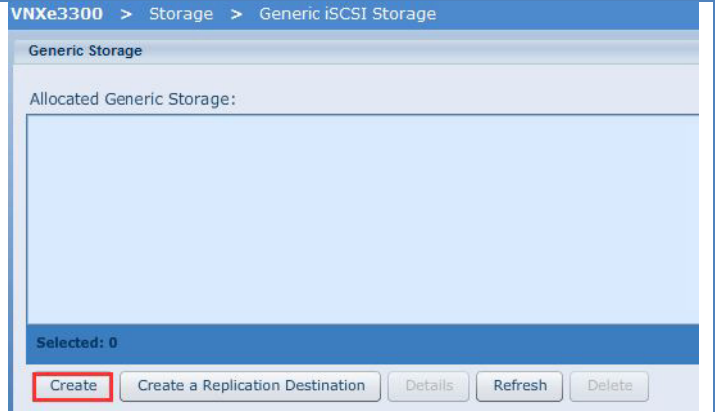 VNXe3300 > Storage > Generic iSCSI Storage
Generic Storage
Allocated Generic Storage:
Selected: 0
Create Create a Replication Destination Details Refresh Delete